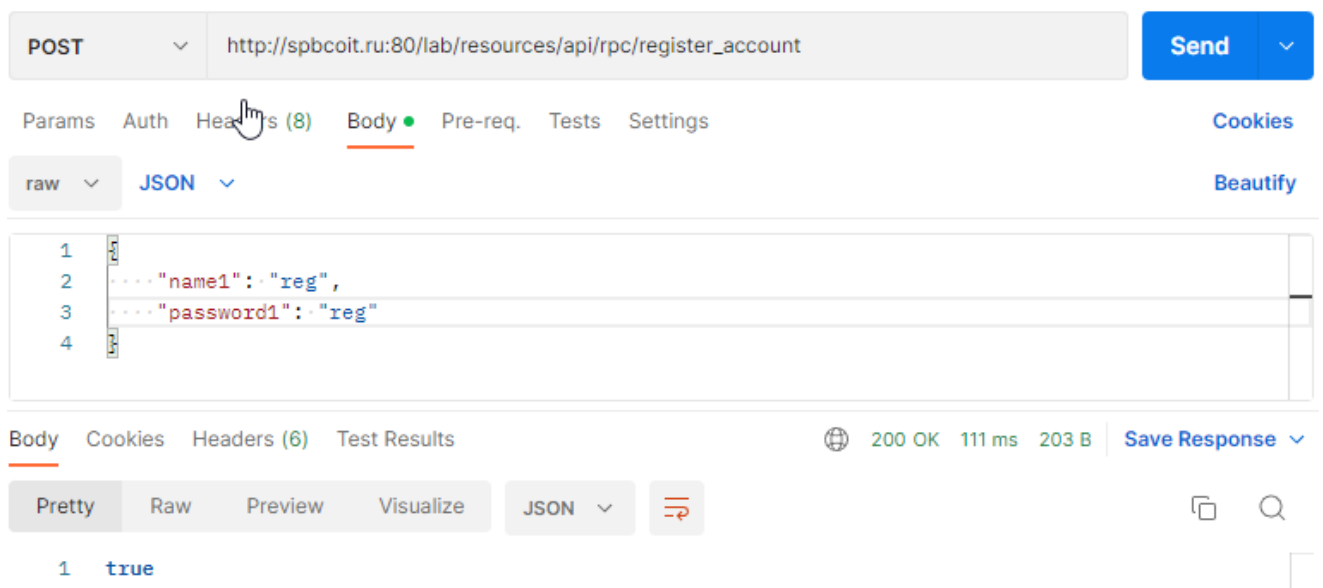 POST http://spbcoit.ru:80/lab/resources/api/rpc/register_account Send
Params Auth Headers (8) Body Pre-req. Tests Settings Cookies
raw JSON Beautify
1 {
2 "name1": "reg",
3 "password1": "reg"
4 }
Body Cookies Headers (6) Test Results 200 OK 111 ms 203 B Save Response
Pretty Raw Preview Visualize JSON
1 true